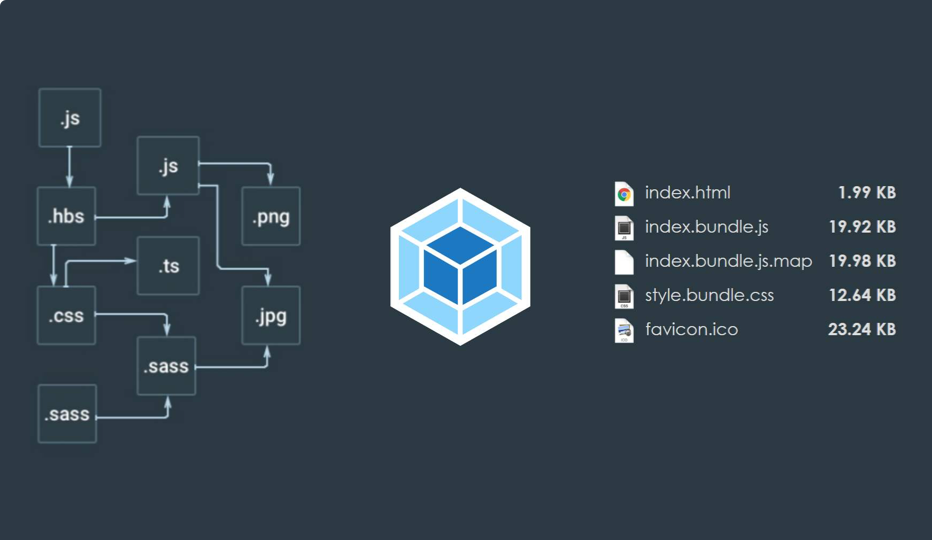 .js
.js
.hbs
.png
.ts
.css
.jpg
.sass
.sass
index.html 1.99 KB
index.bundle.js 19.92 KB
index.bundle.js.map 19.98 KB
style.bundle.css 12.64 KB
favicon.ico 23.24 KB